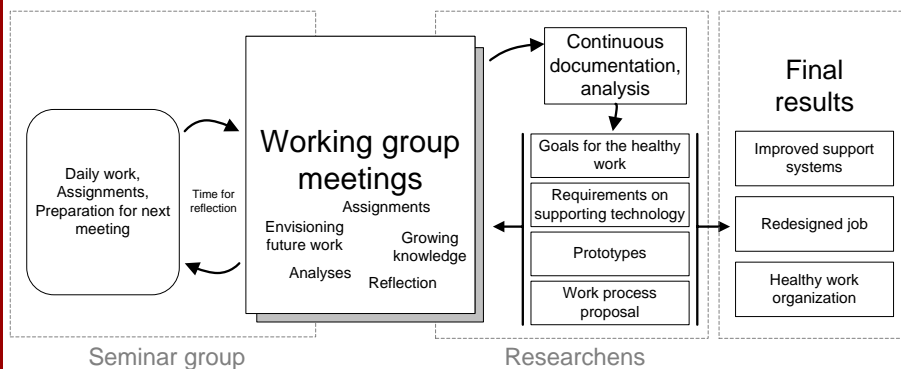 Daily work,
Assignments,
Preparation for next
meeting
Time for
reflection
Working group
meetings
Assignments
Envisioning
future work
Growing
knowledge
Analyses
Reflection
Continuous
documentation,
analysis
Goals for the healthy
work
Requirements on
supporting technology
Prototypes
Work process
proposal
Final
results
Improved support
systems
Redesigned job
Healthy work
organization
Seminar group
Researchens